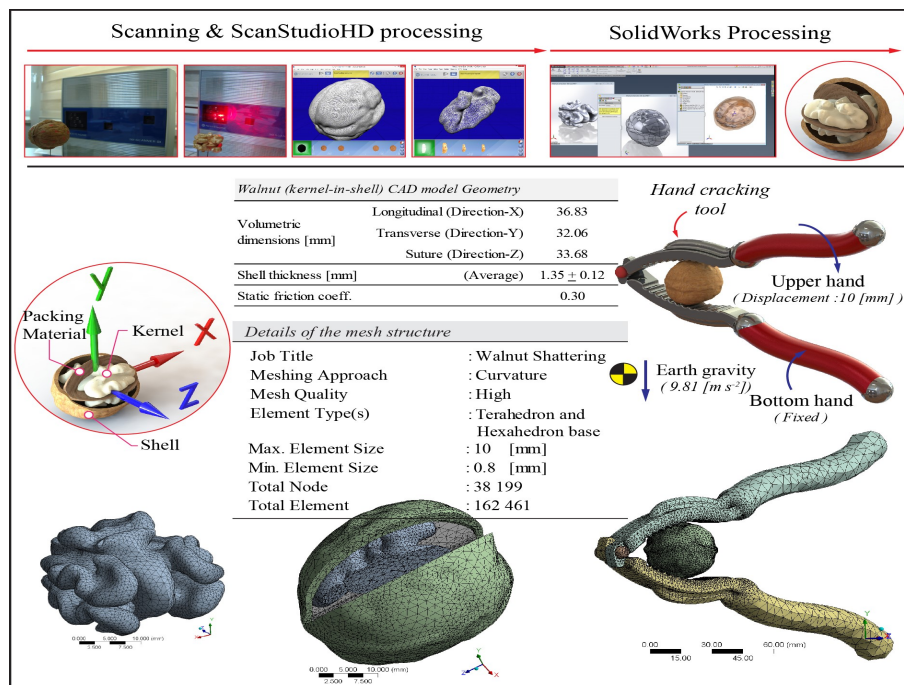 Scanning & ScanStudioHD processing
SolidWorks Processing
Walnut (kernel-in-shell) CAD model Geometry
Volumetric dimensions [mm]
Longitudinal (Direction-X) 36.83
Transverse (Direction-Y) 32.06
Suture (Direction-Z) 33.68
Shell thickness [mm] (Average) 1.35 ± 0.12
Static friction coeff. 0.30
Hand cracking
tool
Upper hand
( Displacement :10 [mm] )
Earth gravity
( 9.81 [m s-2])
Bottom hand
( Fixed )
Y
X
Z
Packing
Material
Kernel
Shell
Details of the mesh structure
Job Title : Walnut Shattering
Meshing Approach : Curvature
Mesh Quality : High
Element Type(s) : Terahedron and
Hexahedron base
Max. Element Size : 10 [mm]
Min. Element Size : 0.8 [mm]
Total Node : 38 199
Total Element : 162 461
0.000 5.000 10.000 (mm)
2.500 7.500
0.000 5.000 10.000 (mm)
2.500 7.500
0.00 30.00 60.00 (mm)
15.00 45.00